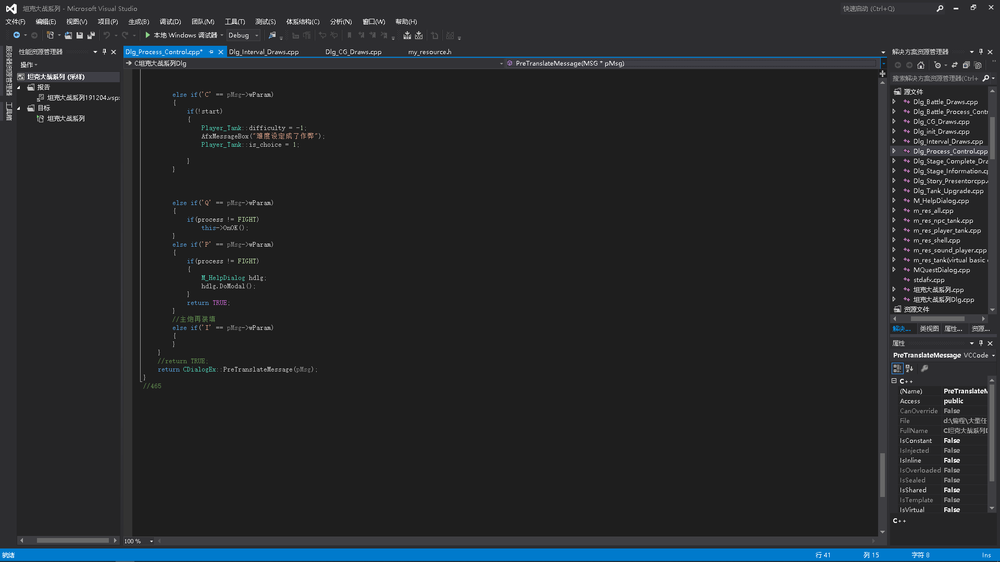 坦克大战系列 - Microsoft Visual Studio
快速启动 (Ctrl+Q)
文件(F) 编辑(E) 视图(V) 项目(P) 生成(B) 调试(D) 团队(M) 工具(T) 测试(S) 体系结构(C) 分析(N) 窗口(W) 帮助(H)
本地 Windows 调试器 Debug
服务器资源管理器
工具箱
性能资源管理器
操作
坦克大战系列 (采样)
报告
坦克大战系列191204.vsp
目标
坦克大战系列
Dlg_Process_Control.cpp* Dlg_Interval_Draws.cpp Dlg_CG_Draws.cpp my_resource.h
C坦克大战系列Dlg PreTranslateMessage(MSG * pMsg)
else if('C' == pMsg->wParam)
{
if(!start)
{
Player_Tank::difficulty = -1;
AfxMessageBox("难度设定成了作弊");
Player_Tank::is_choice = 1;
}
}
else if('Q' == pMsg->wParam)
{
if(process != FIGHT)
this->OnOK();
}
else if('P' == pMsg->wParam)
{
if(process != FIGHT)
{
M_HelpDialog hdlg;
hdlg.DoModal();
}
return TRUE;
}
//主炮再装填
else if('I' == pMsg->wParam)
{
}
}
//return TRUE;
return CDialogEx::PreTranslateMessage(pMsg);
}
//465
100 %
解决方案资源管理器
搜索解决方案资源管理器(Ctrl+
源文件
Dlg_Battle_Draws.cpp
Dlg_Battle_Process_Contr
Dlg_CG_Draws.cpp
Dlg_init_Draws.cpp
Dlg_Interval_Draws.cpp
Dlg_Process_Control.cpp
Dlg_Stage_Complete_Dra
Dlg_Stage_Information.cp
Dlg_Story_Presentorcpp.
Dlg_Tank_Upgrade.cpp
M_HelpDialog.cpp
m_res_all.cpp
m_res_npc_tank.cpp
m_res_player_tank.cpp
m_res_shell.cpp
m_res_sound_player.cpp
m_res_tank(virtual basic
MQuestDialog.cpp
stdafx.cpp
坦克大战系列.cpp
坦克大战系列Dlg.cpp
资源文件
解决... 类视图 属性... 资源...
属性
PreTranslateMessage VCCode
C++
(Name) PreTranslateM
Access public
CanOverride False
File d:\编程\大型任
FullName C坦克大战系列D
IsConstant False
IsInjected False
IsInline False
IsOverloaded False
IsSealed False
IsShared False
IsTemplate False
IsVirtual False
C++
就绪 行 41 列 15 字符 8 Ins